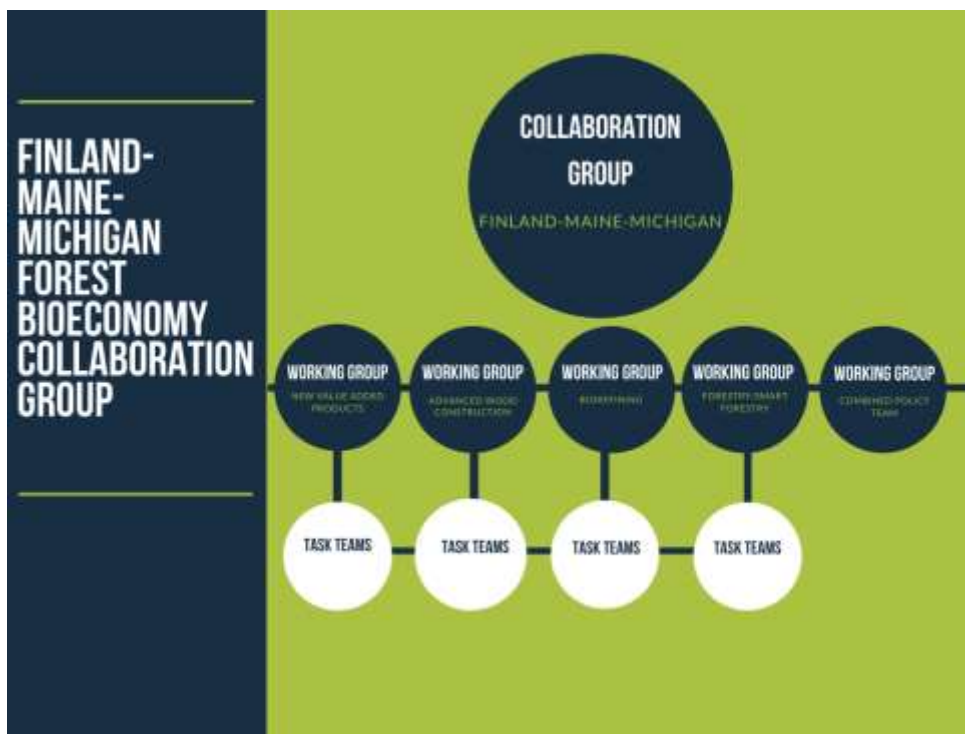 FINLAND-
MAINE-
MICHIGAN
FOREST
BIOECONOMY
COLLABORATION
GROUP
COLLABORATION
GROUP
FINLAND-MAINE-MICHIGAN
WORKING GROUP
NEW VALUE ADDED
PRODUCTS
WORKING GROUP
ADVANCED WOOD
CONSTRUCTION
WORKING GROUP
BIOREFINING
WORKING GROUP
FORESTRY-SMART
FORESTRY
WORKING GROUP
COMBINED POLICY
TEAM
TASK TEAMS
TASK TEAMS
TASK TEAMS
TASK TEAMS